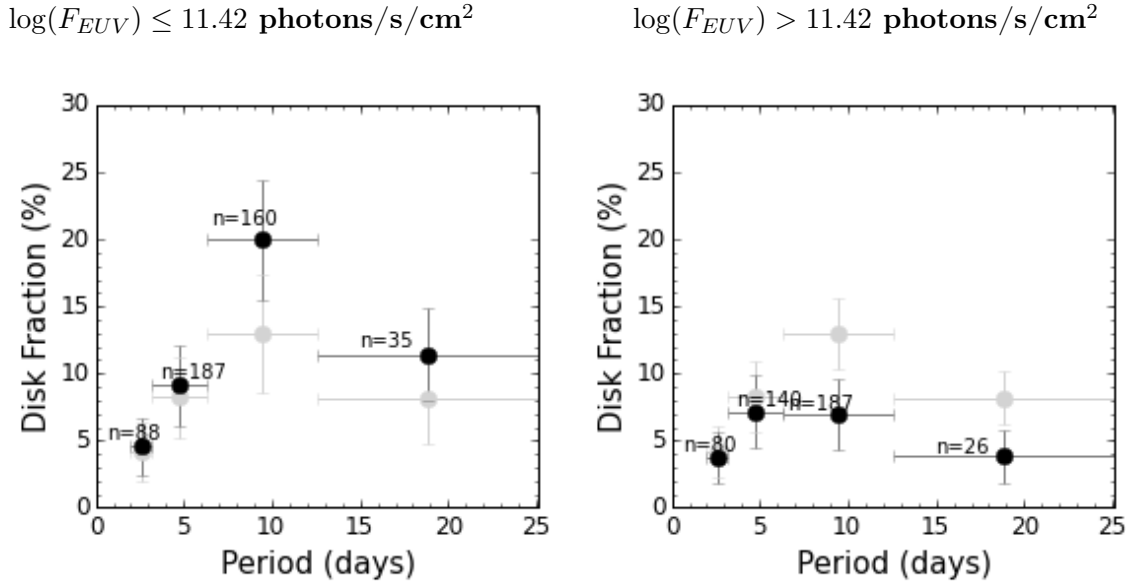 log(F_EUV) ≤ 11.42 photons/s/cm²
log(F_EUV) > 11.42 photons/s/cm²
30
25
20
15
10
5
0
Disk Fraction (%)
n=160
n=35
n=187
n=88
0 5 10 15 20 25
Period (days)
30
25
20
15
10
5
0
Disk Fraction (%)
n=140
n=187
n=80
n=26
0 5 10 15 20 25
Period (days)